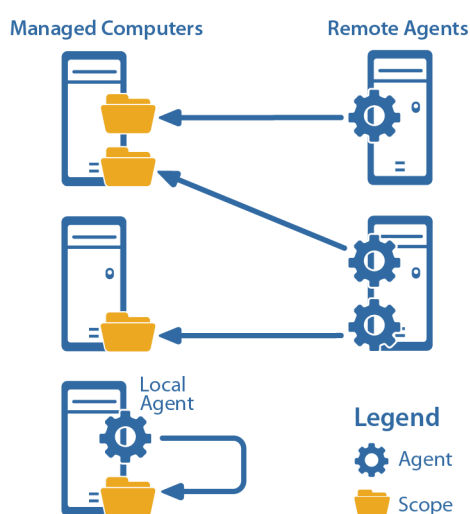 Managed Computers
Remote Agents
Local
Agent
Legend
Agent
Scope